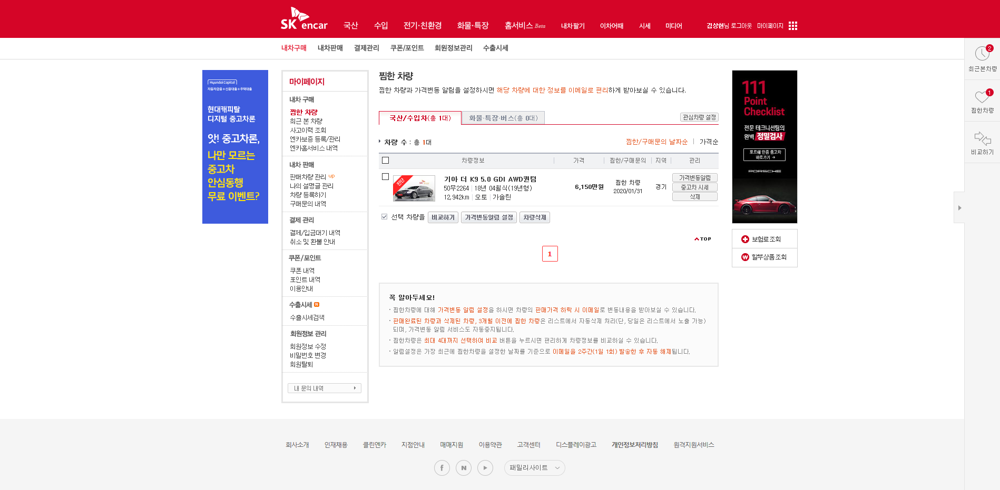 SK encar
국산 수입 전기·친환경 화물·특장 홈서비스 Beta 내차팔기 이차어때 시세 미디어
김상헌님 로그아웃 마이페이지
내차구매 내차판매 결제관리 쿠폰/포인트 회원정보관리 수출시세
Hyundai Capital
자동차금융+신용대출+주택대출
현대캐피탈
디지털 중고차론
앗! 중고차론,
나만 모르는
중고차
안심동행
무료 이벤트?
마이페이지
내차 구매
찜한 차량
최근 본 차량
사고이력 조회
엔카보증 등록/관리
엔카홈서비스 내역
내차 판매
판매차량 관리 UP
나의 설명글 관리
차량 등록하기
구매문의 내역
결제 관리
결제/입금대기 내역
취소 및 환불 안내
쿠폰/포인트
쿠폰 내역
포인트 내역
이용안내
수출시세 N
수출시세검색
회원정보 관리
회원정보 수정
비밀번호 변경
회원탈퇴
내 문의 내역
찜한 차량
찜한 차량과 가격변동 알림을 설정하시면 해당 차량에 대한 정보를 이메일로 편리하게 받아보실 수 있습니다.
국산/수입차(총 1대) 화물·특장·버스(총 0대) 관심차량 설정
차량 수 : 총 1대 찜한/구매문의 날짜순 가격순
차량정보 가격 찜한/구매문의 지역 관리
진단
기아 더 K9 5.0 GDI AWD퀀텀
50무2264 18년 04월식(19년형)
12,942km 오토 가솔린
6,150만원
찜한 차량
2020/01/31
경기
가격변동알림
중고차 시세
삭제
선택 차량을 비교하기 가격변동알림 설정 차량삭제
TOP
1
꼭 알아두세요!
찜한차량에 대해 가격변동 알림 설정을 하시면 차량의 판매가격 하락 시 이메일로 변동내용을 받아보실 수 있습니다.
판매완료된 차량과 삭제된 차량, 3개월 이전에 찜한 차량은 리스트에서 자동삭제 처리(단, 당일은 리스트에서 노출 가능)
되며, 가격변동 알림 서비스도 자동중지됩니다.
찜한차량은 최대 4대까지 선택하여 비교 버튼을 누르시면 편리하게 차량정보를 비교하실 수 있습니다.
알림설정은 가장 최근에 찜한차량을 설정한 날짜를 기준으로 이메일을 2주간(1일 1회) 발송한 후 자동 해제됩니다.
111
Point
Checklist
전문 테크니션팀의
완벽 정밀검사
포르쉐 인증 중고차
바로가기 →
PORSCHE
보험료조회
할부상품조회
2
최근본차량
1
찜한차량
비교하기
회사소개 인재채용 클린엔카 지점안내 매매지원 이용약관 고객센터 디스플레이광고 개인정보처리방침 원격지원서비스
f N 패밀리사이트